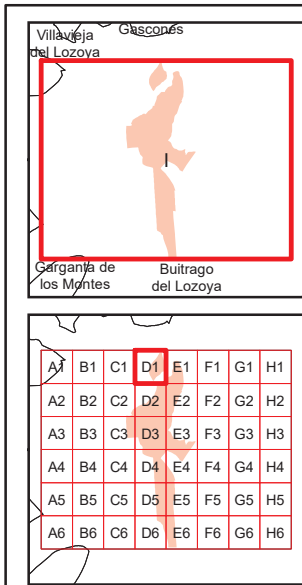 Villavieja
del Lozoya
Gascones
I
Garganta de
los Montes
Buitrago
del Lozoya
A1 B1 C1 D1 E1 F1 G1 H1
A2 B2 C2 D2 E2 F2 G2 H2
A3 B3 C3 D3 E3 F3 G3 H3
A4 B4 C4 D4 E4 F4 G4 H4
A5 B5 C5 D5 E5 F5 G5 H5
A6 B6 C6 D6 E6 F6 G6 H6